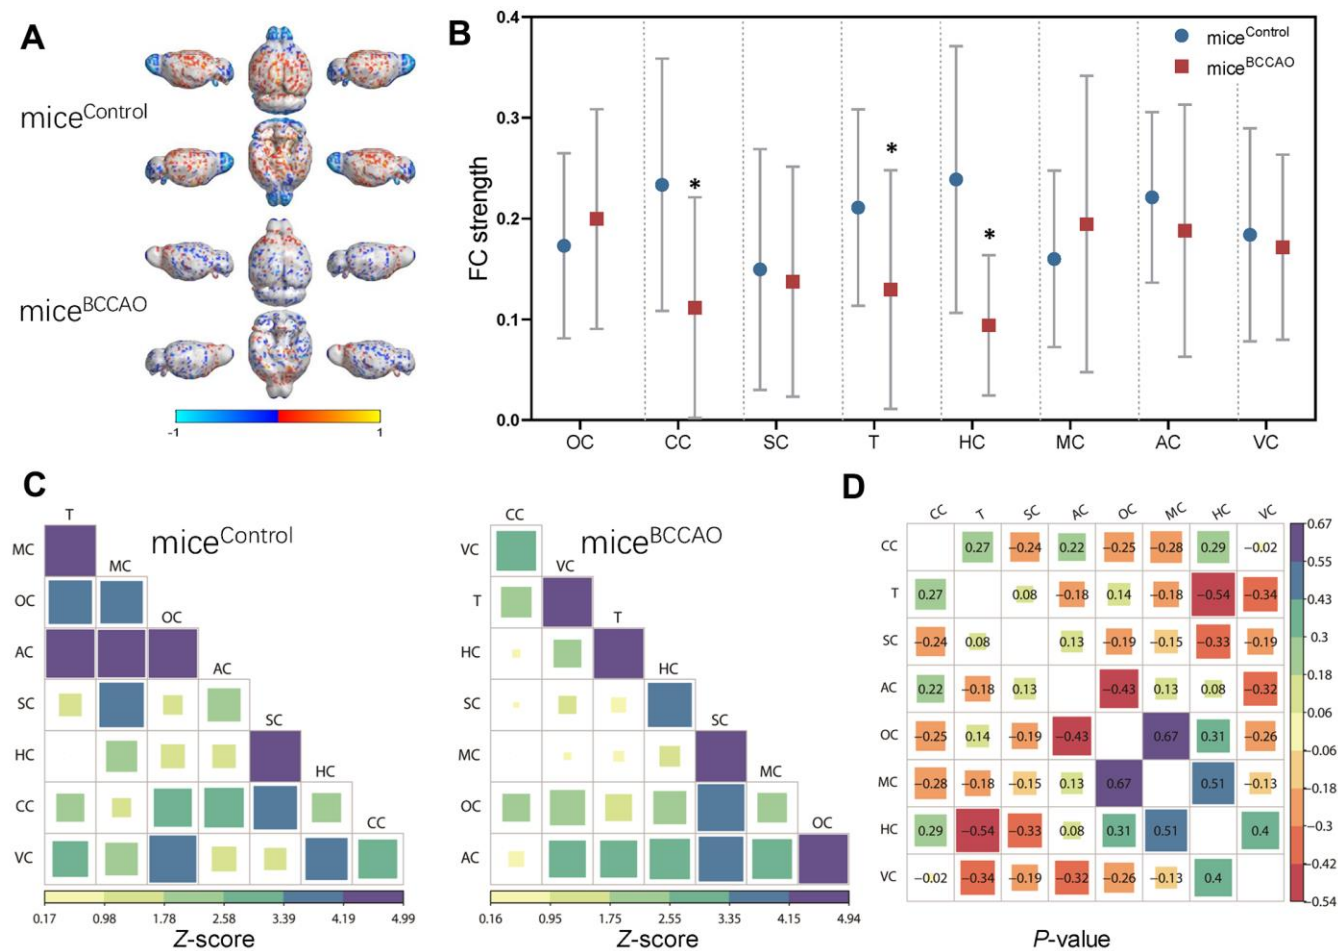 A
mice^Control
mice^BCCAO
-1 1
B
0.4
0.3
0.2
0.1
0.0
FC strength
mice^Control
mice^BCCAO
*
*
*
OC CC SC T HC MC AC VC
C
mice^Control
T
MC MC
OC OC
AC AC
SC SC
HC HC
CC CC
VC
0.17 0.98 1.78 2.58 3.39 4.19 4.99
Z-score
mice^BCCAO
CC
VC VC
T T
HC HC
SC SC
MC MC
OC OC
AC
0.16 0.95 1.75 2.55 3.35 4.15 4.94
Z-score
D
CC T SC AC OC MC HC VC
CC 0.27 −0.24 0.22 −0.25 −0.28 0.29 −0.02
T 0.27 0.08 −0.18 0.14 −0.18 −0.54 −0.34
SC −0.24 0.08 0.13 −0.19 −0.15 −0.33 −0.19
AC 0.22 −0.18 0.13 −0.43 0.13 0.08 −0.32
OC −0.25 0.14 −0.19 −0.43 0.67 0.31 −0.26
MC −0.28 −0.18 −0.15 0.13 0.67 0.51 −0.13
HC 0.29 −0.54 −0.33 0.08 0.31 0.51 0.4
VC −0.02 −0.34 −0.19 −0.32 −0.26 −0.13 0.4
0.67
0.55
0.43
0.3
0.18
0.06
−0.06
−0.18
−0.3
−0.42
−0.54
P-value